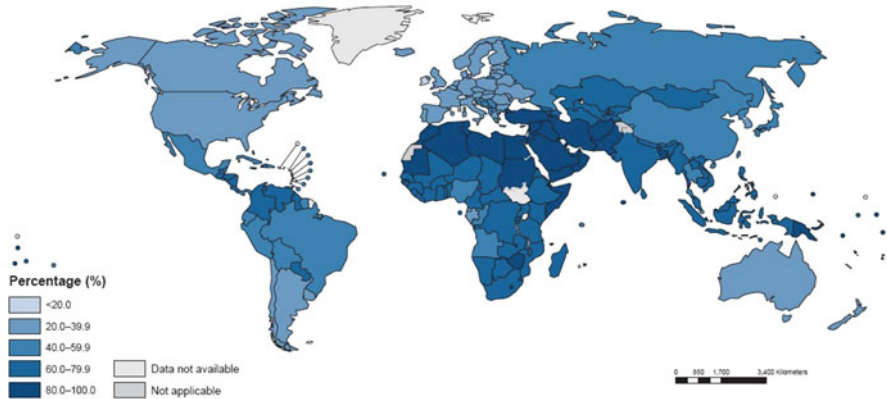 Percentage (%)
<20.0
20.0–39.9
40.0–59.9
60.0–79.9
80.0–100.0
Data not available
Not applicable
0 850 1,700 3,400 Kilometers